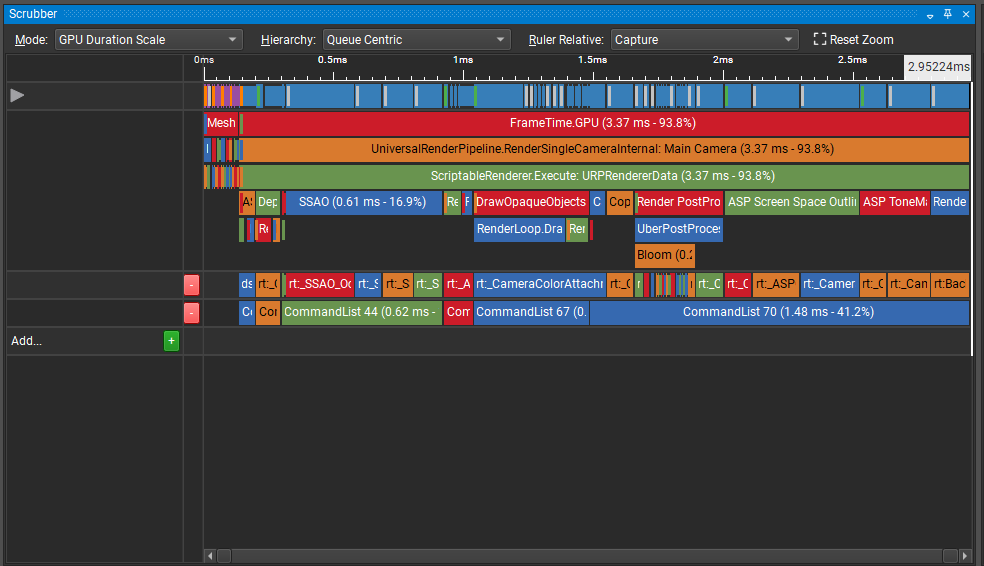 Scrubber
Mode: GPU Duration Scale Hierarchy: Queue Centric Ruler Relative: Capture Reset Zoom
0ms 0.5ms 1ms 1.5ms 2ms 2.5ms 2.95224ms
Mesh FrameTime.GPU (3.37 ms - 93.8%)
UniversalRenderPipeline.RenderSingleCameraInternal: Main Camera (3.37 ms - 93.8%)
ScriptableRenderer.Execute: URPRendererData (3.37 ms - 93.8%)
Dep SSAO (0.61 ms - 16.9%) Re DrawOpaqueObjects C Cop Render PostPro ASP Screen Space Outli ASP ToneMa Rende
Re RenderLoop.Dra Ren UberPostProce
Bloom (0.2
- ds rt:_C rt:_SSAO_Oc rt:_S rt:_S rt:_S rt:_A rt:_CameraColorAttachm rt:_C rt:_C rt:_C rt:_ASP rt:_Camer rt:_C rt:_Can rt:Bac
- Co Com CommandList 44 (0.62 ms - Com CommandList 67 (0. CommandList 70 (1.48 ms - 41.2%)
Add... +